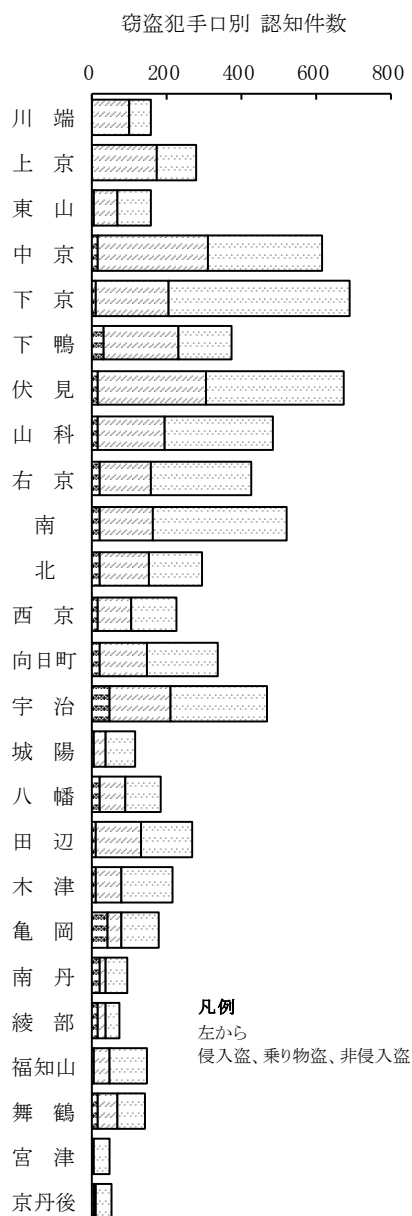 窃盗犯手口別 認知件数
0 200 400 600 800
川 端
上 京
東 山
中 京
下 京
下 鴨
伏 見
山 科
右 京
南
北
西 京
向日町
宇 治
城 陽
八 幡
田 辺
木 津
亀 岡
南 丹
綾 部
福知山
舞 鶴
宮 津
京丹後
凡例
左から
侵入盗、乗り物盗、非侵入盗